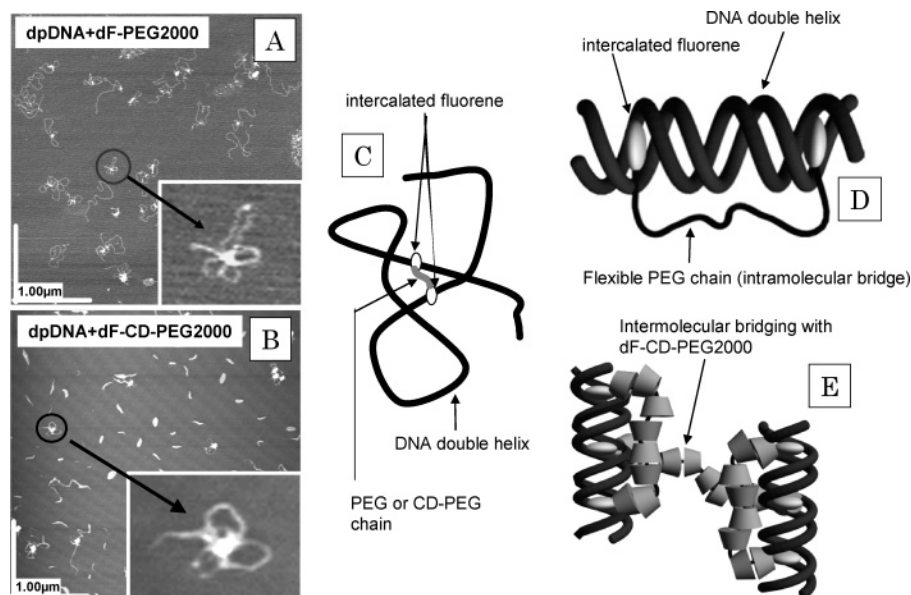 dpDNA+dF-PEG2000
A
1.00μm
dpDNA+dF-CD-PEG2000
B
1.00μm
intercalated fluorene
C
DNA double helix
PEG or CD-PEG
chain
DNA double helix
intercalated fluorene
D
Flexible PEG chain (intramolecular bridge)
Intermolecular bridging with
dF-CD-PEG2000
E